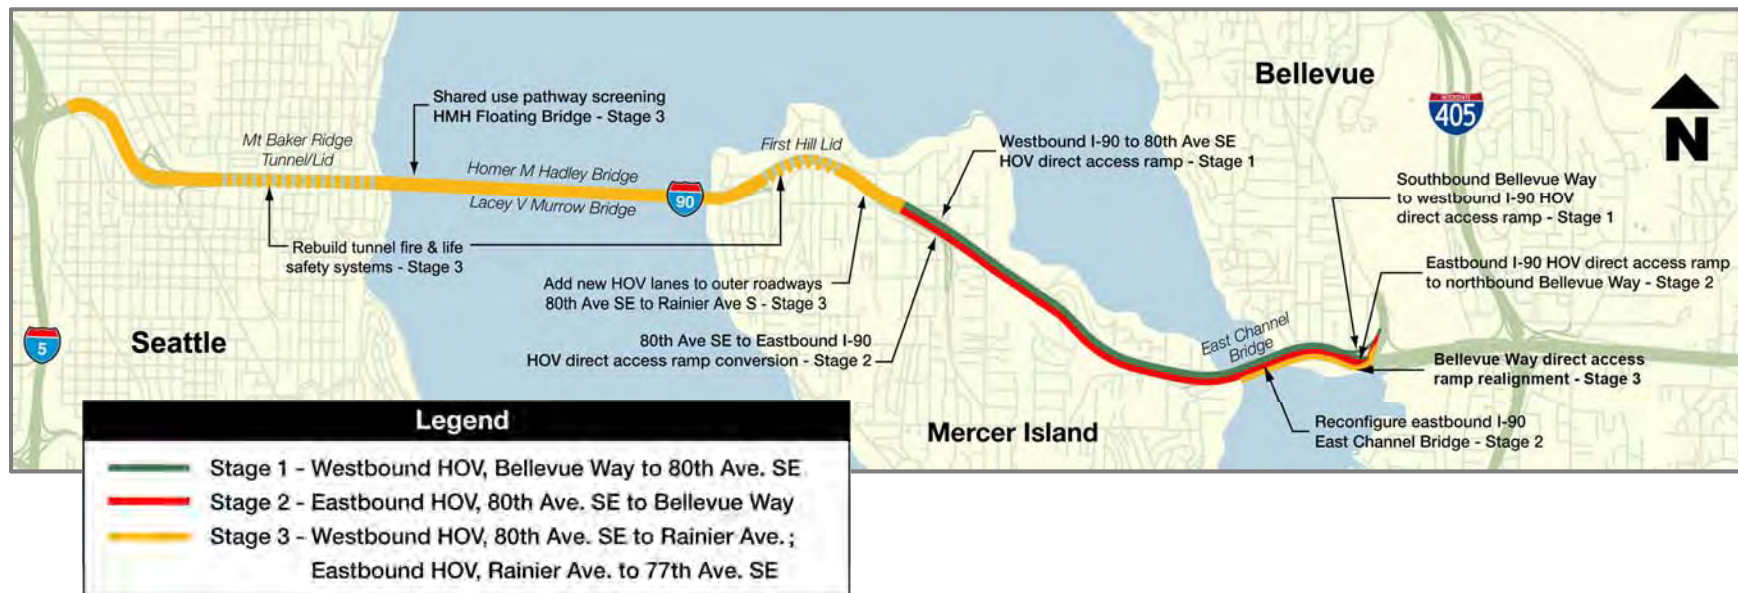 Bellevue
INTERSTATE
405
N
Shared use pathway screening
HMH Floating Bridge - Stage 3
Mt Baker Ridge
Tunnel/Lid
First Hill Lid
Westbound I-90 to 80th Ave SE
HOV direct access ramp - Stage 1
Homer M Hadley Bridge
Lacey V Murrow Bridge
90
Southbound Bellevue Way
to westbound I-90 HOV
direct access ramp - Stage 1
Rebuild tunnel fire & life
safety systems - Stage 3
Add new HOV lanes to outer roadways
80th Ave SE to Rainier Ave S - Stage 3
Eastbound I-90 HOV direct access ramp
to northbound Bellevue Way - Stage 2
5
Seattle
80th Ave SE to Eastbound I-90
HOV direct access ramp conversion - Stage 2
East Channel
Bridge
Bellevue Way direct access
ramp realignment - Stage 3
Mercer Island
Reconfigure eastbound I-90
East Channel Bridge - Stage 2
Legend
Stage 1 - Westbound HOV, Bellevue Way to 80th Ave. SE
Stage 2 - Eastbound HOV, 80th Ave. SE to Bellevue Way
Stage 3 - Westbound HOV, 80th Ave. SE to Rainier Ave. ;
Eastbound HOV, Rainier Ave. to 77th Ave. SE